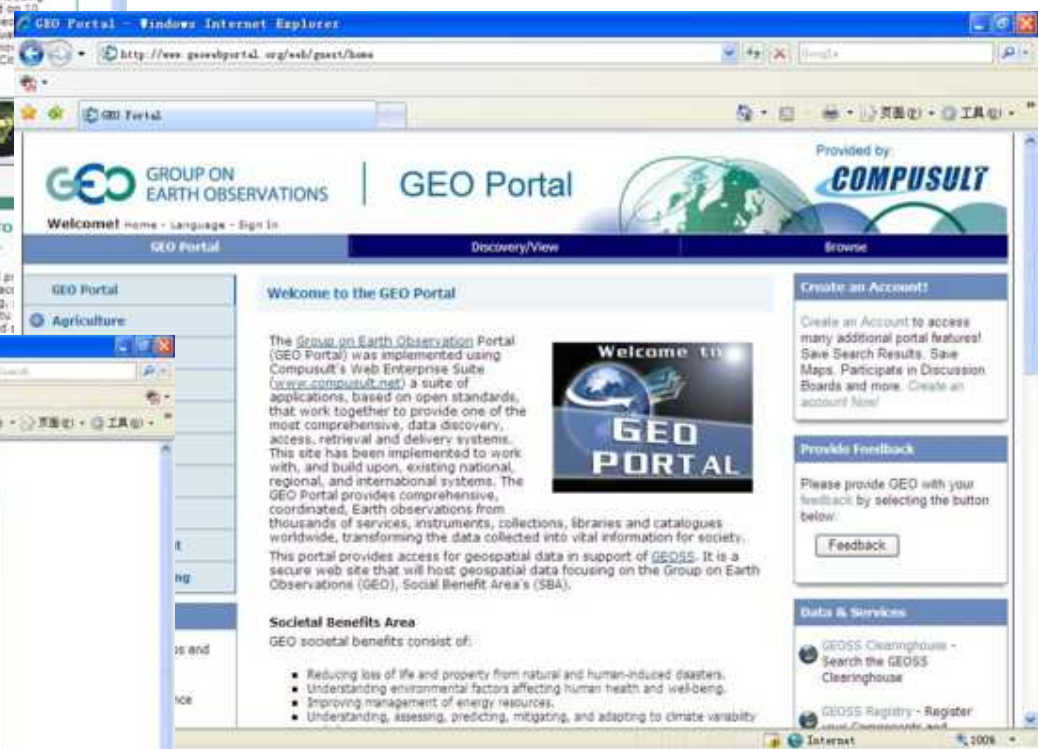 GEO Portal - Windows Internet Explorer
http://www.geowebportal.org/web/guest/home
Google
GEO Portal
页面(P)
工具(O)
GEO GROUP ON
EARTH OBSERVATIONS
GEO Portal
Provided by:
COMPUSULT
Welcome! Home - Language - Sign In
GEO Portal
Discovery/View
Browse
GEO Portal
Agriculture
Welcome to the GEO Portal
The Group on Earth Observation Portal
(GEO Portal) was implemented using
Compusult's Web Enterprise Suite
(www.compusult.net) a suite of
applications, based on open standards,
that work together to provide one of the
most comprehensive, data discovery,
access, retrieval and delivery systems.
This site has been implemented to work
with, and build upon, existing national,
regional, and international systems. The
GEO Portal provides comprehensive,
coordinated, Earth observations from
thousands of services, instruments, collections, libraries and catalogues
worldwide, transforming the data collected into vital information for society.
This portal provides access for geospatial data in support of GEOSS. It is a
secure web site that will host geospatial data focusing on the Group on Earth
Observations (GEO), Social Benefit Area's (SBA).
Welcome to
GEO
PORTAL
Societal Benefits Area
GEO societal benefits consist of:
Reducing loss of life and property from natural and human-induced disasters.
Understanding environmental factors affecting human health and well-being.
Improving management of energy resources.
Understanding, assessing, predicting, mitigating, and adapting to climate variability
Create an Account!
Create an Account to access
many additional portal features!
Save Search Results. Save
Maps. Participate in Discussion
Boards and more. Create an
account Now!
Provide Feedback
Please provide GEO with your
feedback by selecting the button
below:
Feedback
Data & Services
GEOSS Clearinghouse -
Search the GEOSS
Clearinghouse
GEOSS Registry - Register
your Components and
Internet
100%
Search
页面(P)
工具(O)